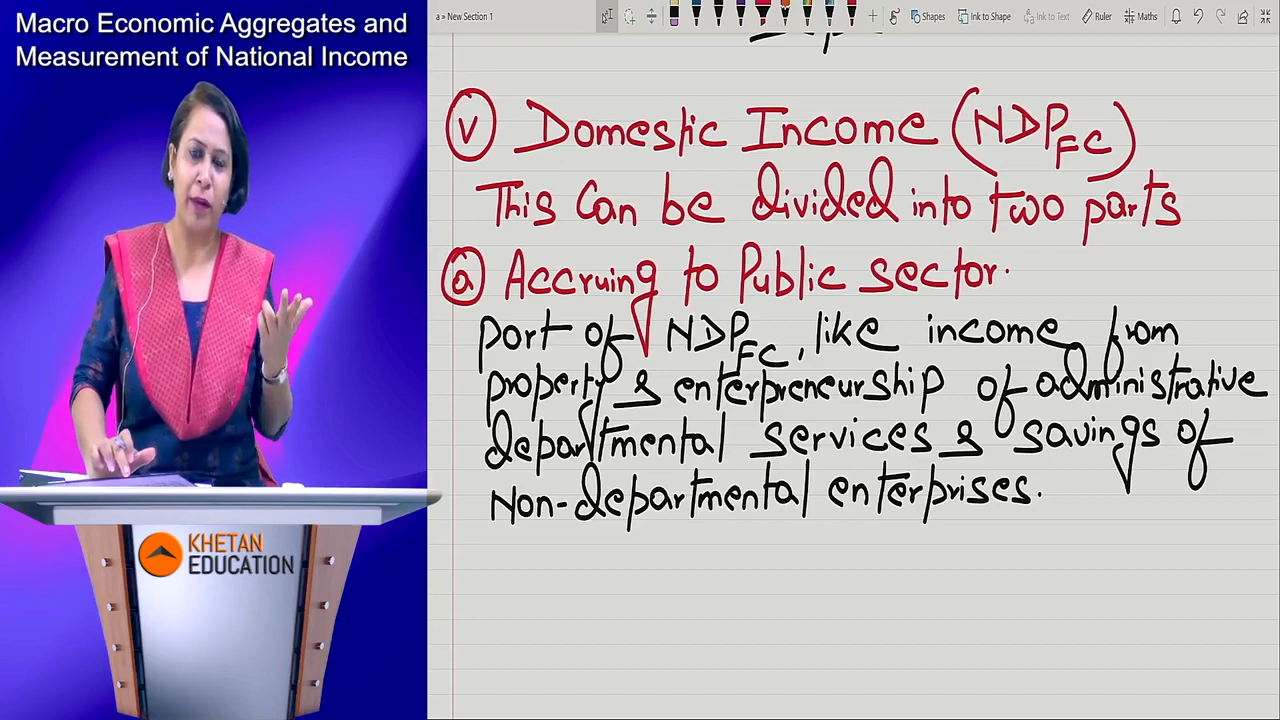 Macro Economic Aggregates and
Measurement of National Income
a > New Section 1
Shapes
Ink to Shape
Ink to Text
Ruler
Maths
(v) Domestic Income (NDPFC)
This Can be divided into two parts
(a) Accruing to Public sector.
part of NDPFC, like income from
property & enterpreneurship of administrative
departmental services & savings of
Non-departmental enterprises.
KHETAN
EDUCATION